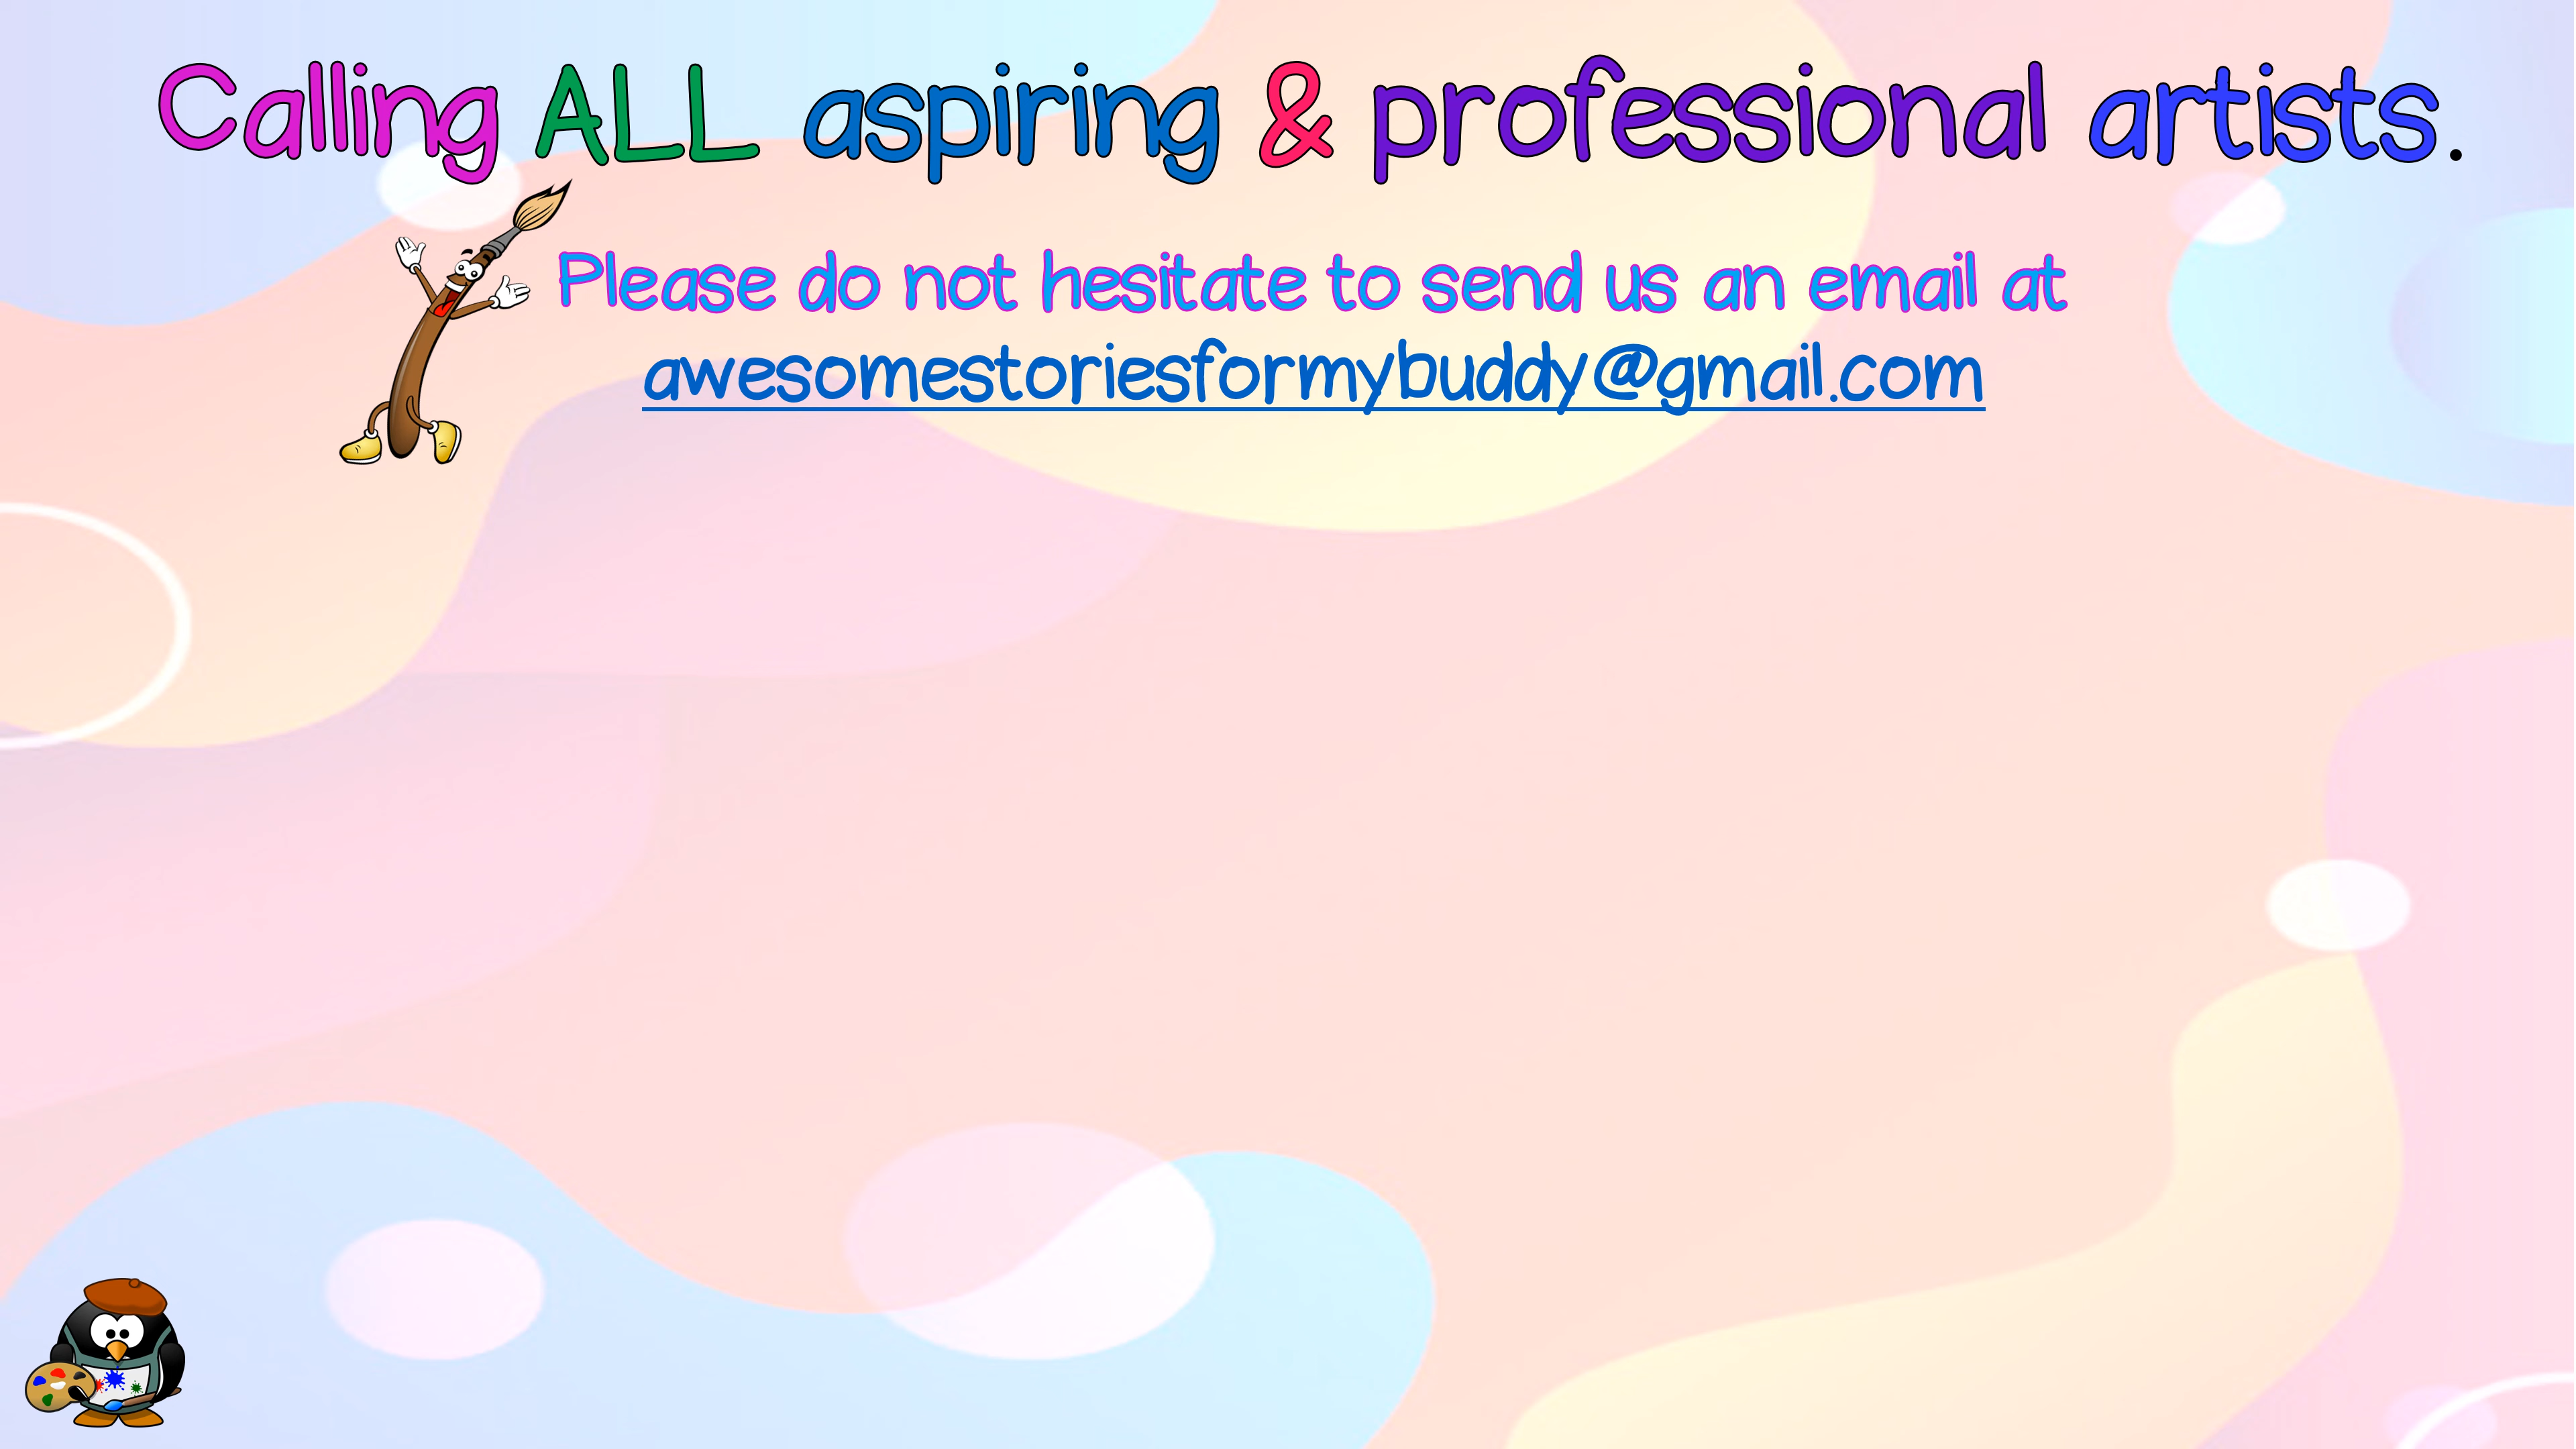 Calling ALL aspiring & professional artists.
Please do not hesitate to send us an email at
awesomestoriesformybuddy@gmail.com